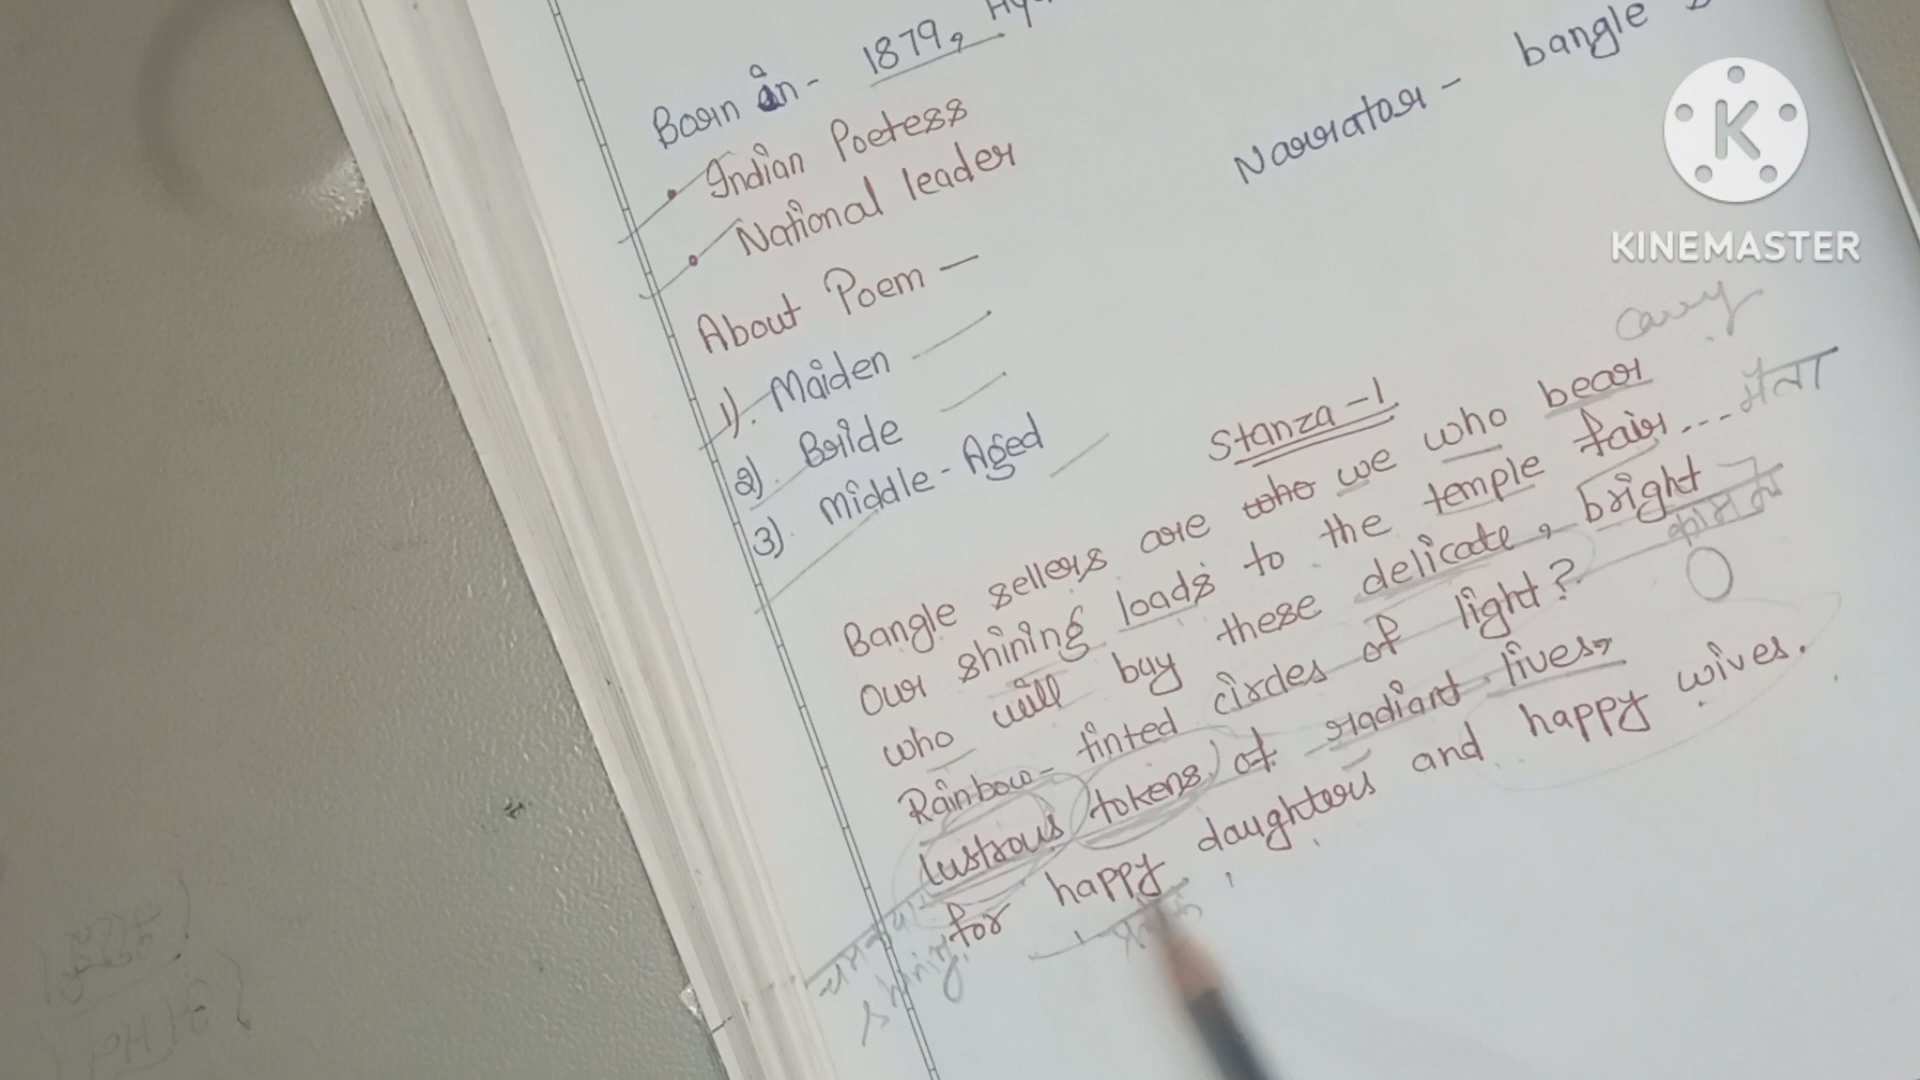 Born in - 1879, Hy
• Indian Poetess
• National leader
Narrator - bangle
About Poem —
1). Maiden
2). Bride
3). Middle-Aged
carry
Stanza-1
Bangle sellers are who we who bear
our shining loads to the temple fair... मेला
who will buy these delicate, bright
Rainbow-tinted circles of light?
lustrous tokens of radiant lives,
for happy daughters and happy wives.
shining
KINEMASTER